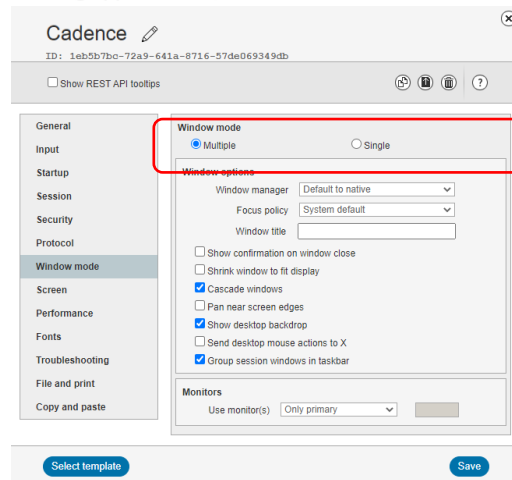 Cadence
ID: 1eb5b7bc-72a9-641a-8716-57de069349db
Show REST API tooltips
?
General
Input
Startup
Session
Security
Protocol
Window mode
Screen
Performance
Fonts
Troubleshooting
File and print
Copy and paste
Window mode
Multiple Single
Window options
Window manager Default to native
Focus policy System default
Window title
Show confirmation on window close
Shrink window to fit display
Cascade windows
Pan near screen edges
Show desktop backdrop
Send desktop mouse actions to X
Group session windows in taskbar
Monitors
Use monitor(s) Only primary
Select template Save